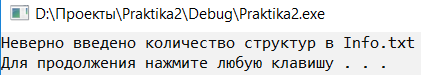 D:\Проекты\Praktika2\Debug\Praktika2.exe
Неверно введено количество структур в Info.txt
Для продолжения нажмите любую клавишу . . .